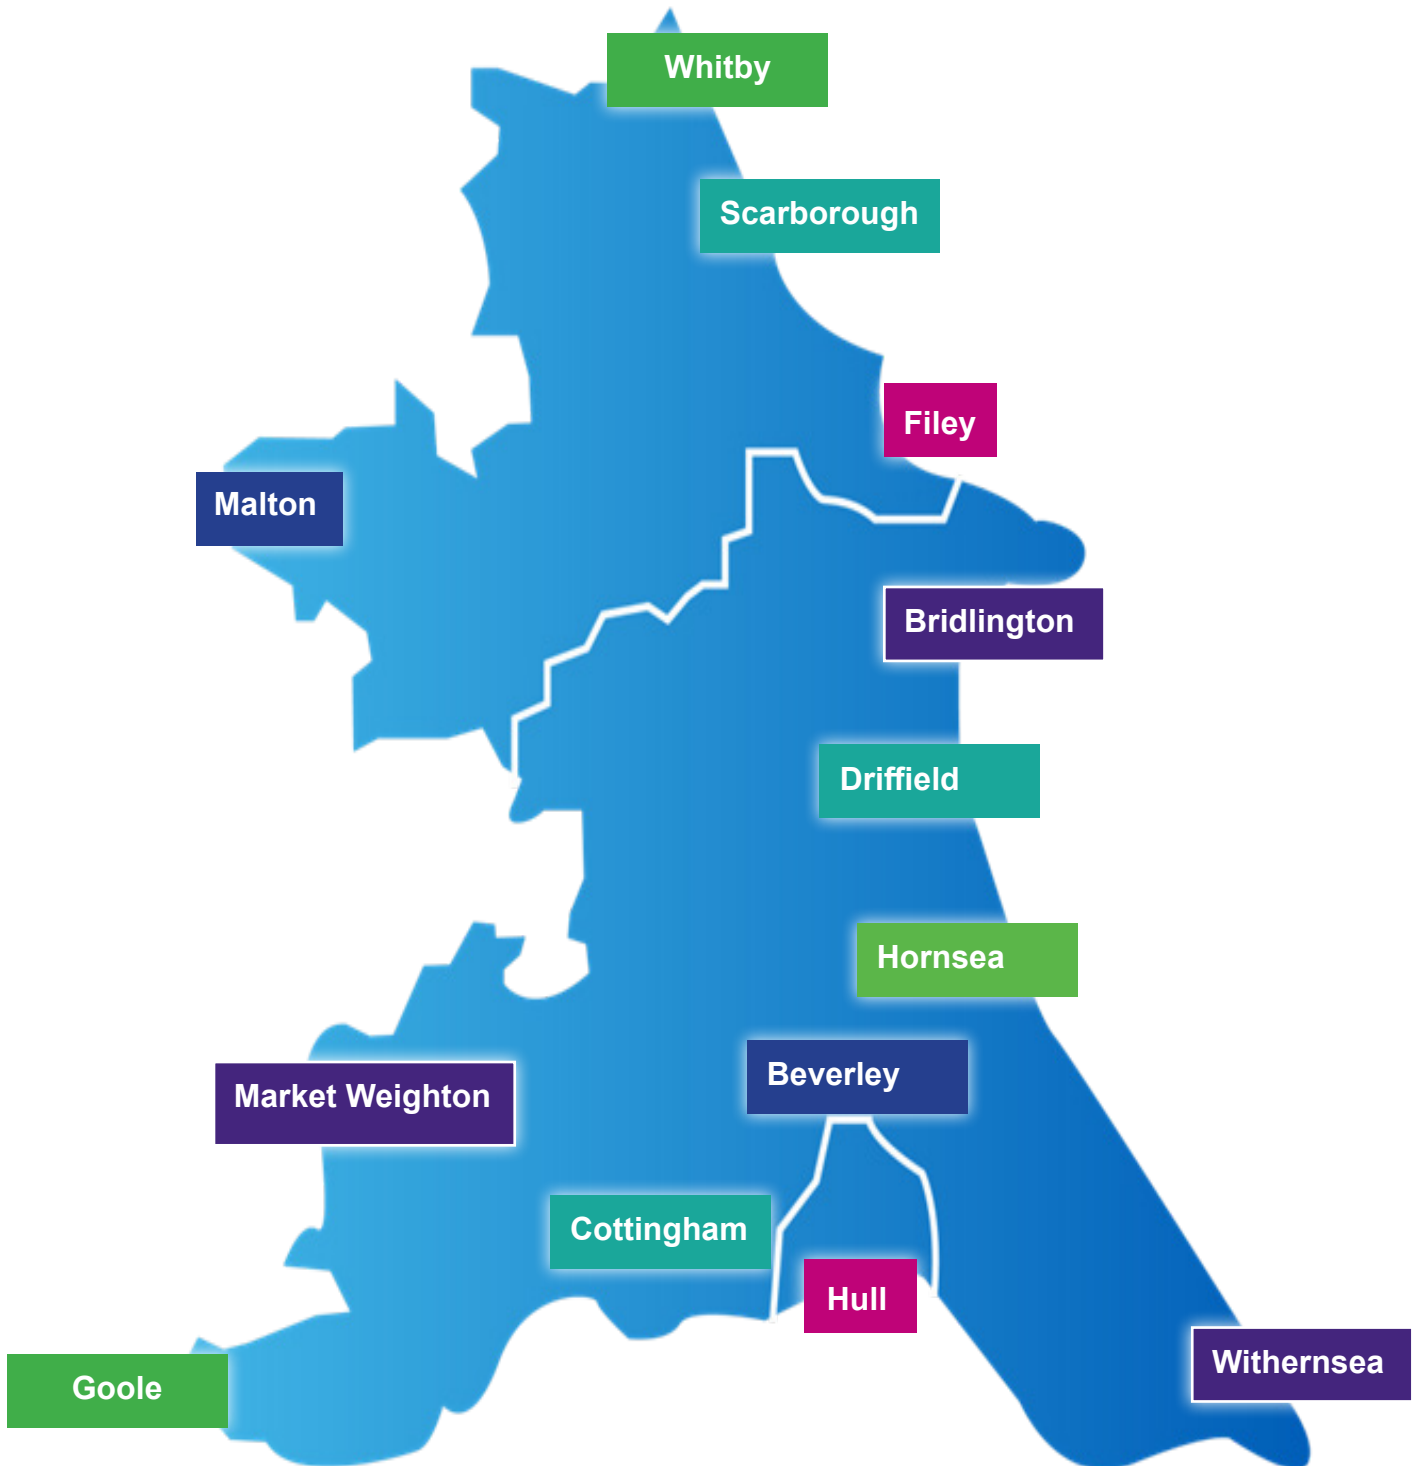 Whitby
Scarborough
Filey
Malton
Bridlington
Driffield
Hornsea
Beverley
Market Weighton
Cottingham
Hull
Withernsea
Goole